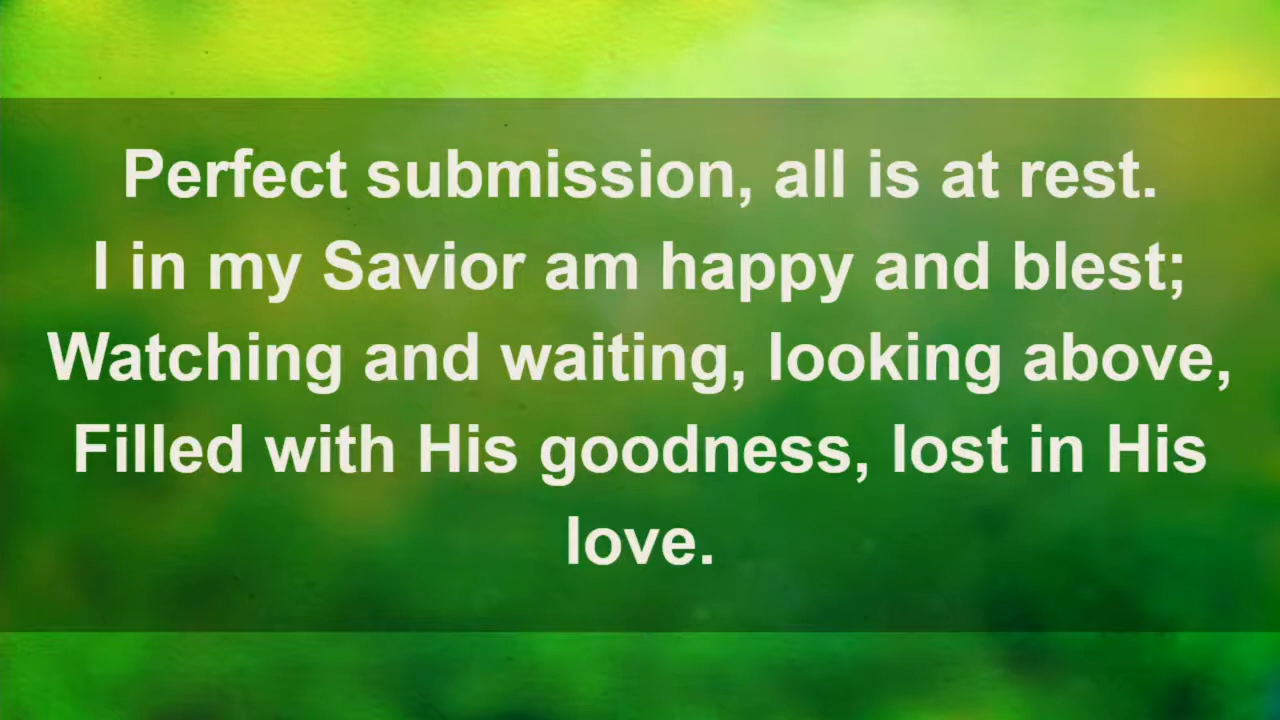 Perfect submission, all is at rest.
I in my Savior am happy and blest;
Watching and waiting, looking above,
Filled with His goodness, lost in His
love.